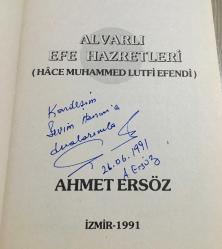 ALVARLI
EFE HAZRETLERİ
(HÂCE MUHAMMED LUTFİ EFENDİ)
Kardeşim
Sevim Hanım'a
dualarımla
26.06.1991
A Ersöz
AHMET ERSÖZ
İZMİR-1991